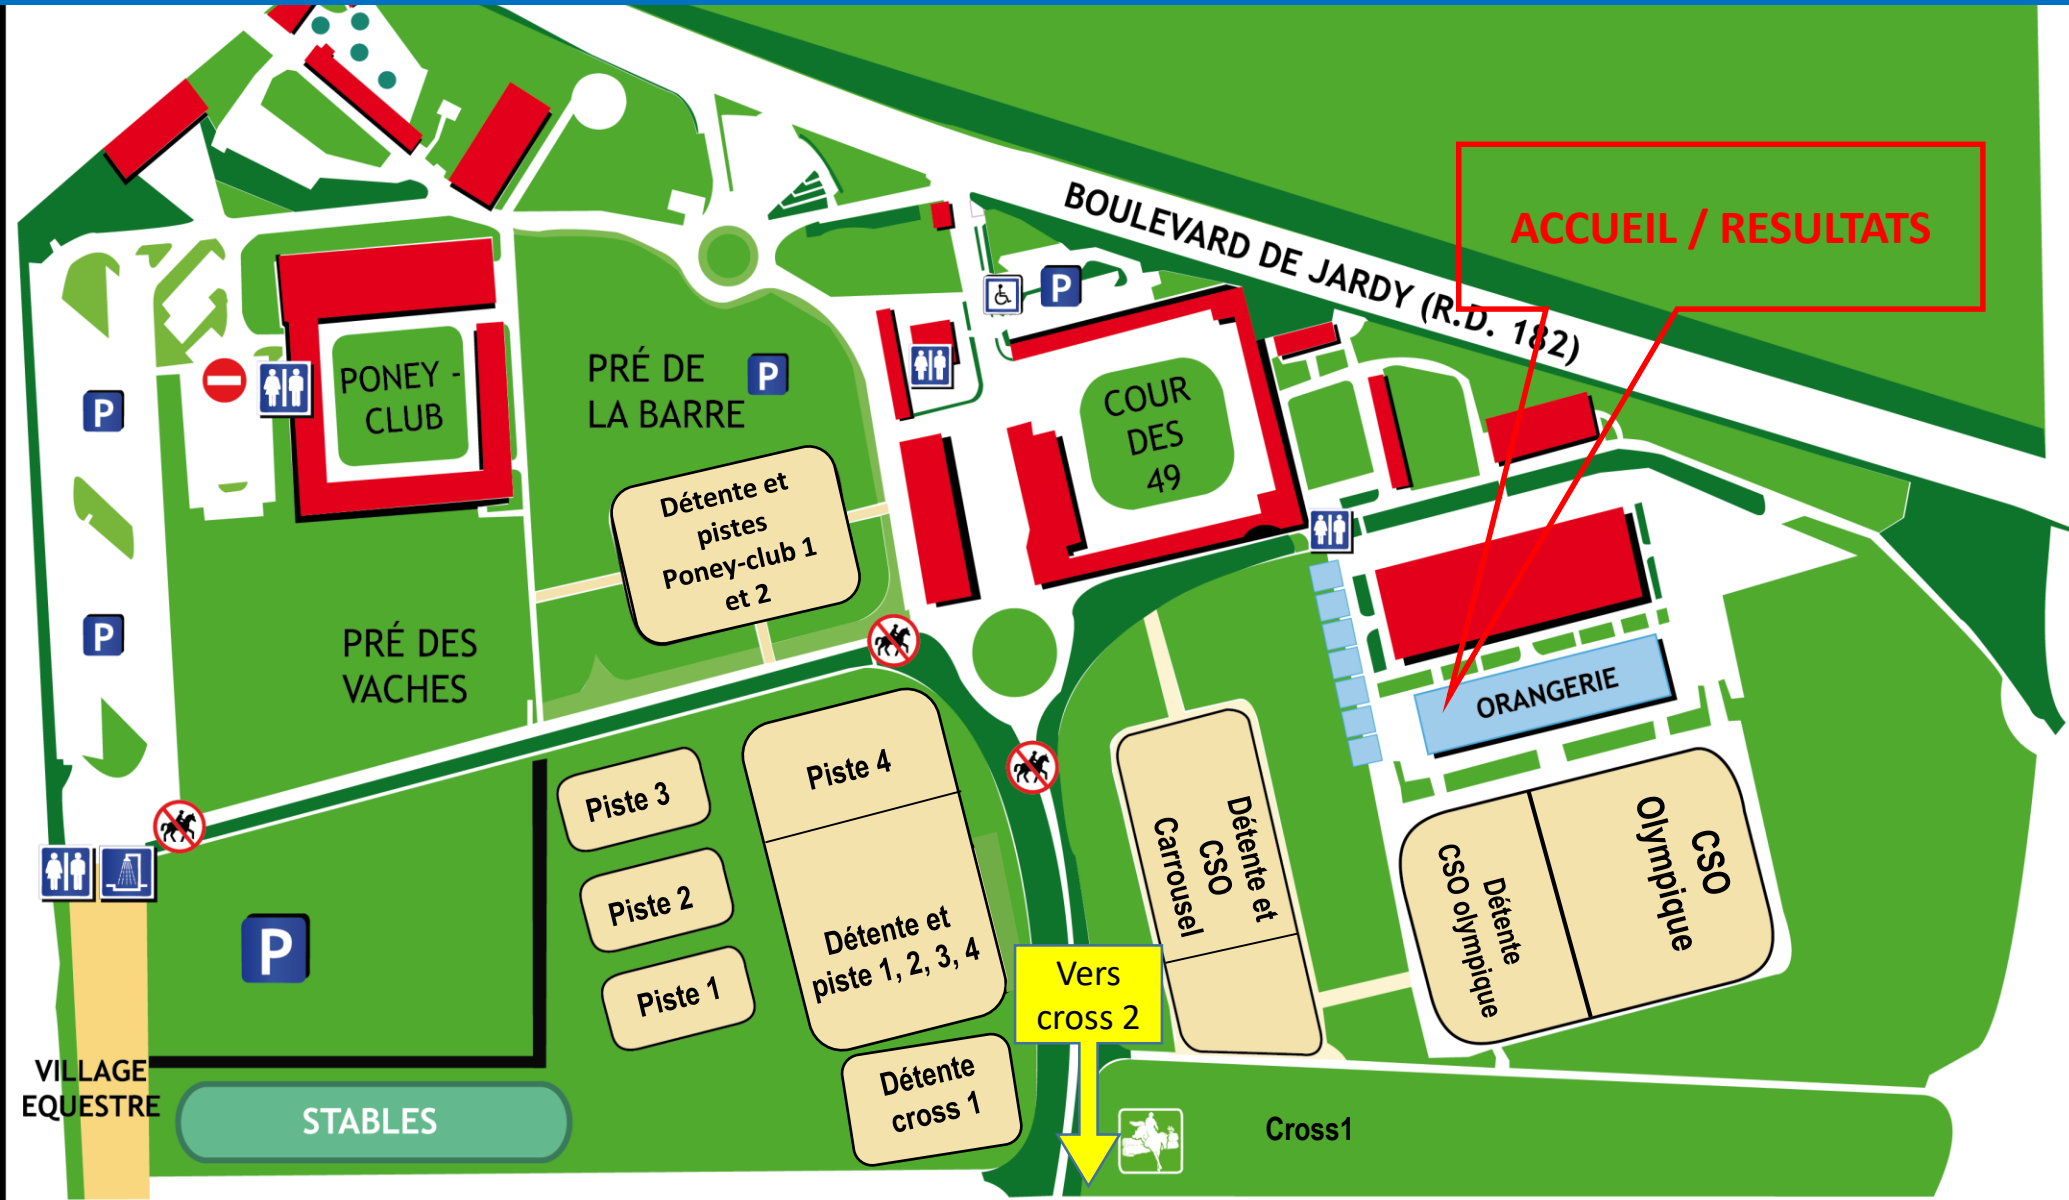 BOULEVARD DE JARDY (R.D. 182)
ACCUEIL / RESULTATS
P
PONEY -
CLUB
PRÉ DE
LA BARRE
P
P
COUR
DES
49
Détente et
pistes
Poney-club 1
et 2
P
PRÉ DES
VACHES
ORANGERIE
Piste 4
Piste 3
Piste 2
Piste 1
Détente et
piste 1, 2, 3, 4
Détente et
CSO
Carrousel
CSO
Olympique
Détente
CSO olympique
P
Vers
cross 2
VILLAGE
EQUESTRE
STABLES
Détente
cross 1
Cross1